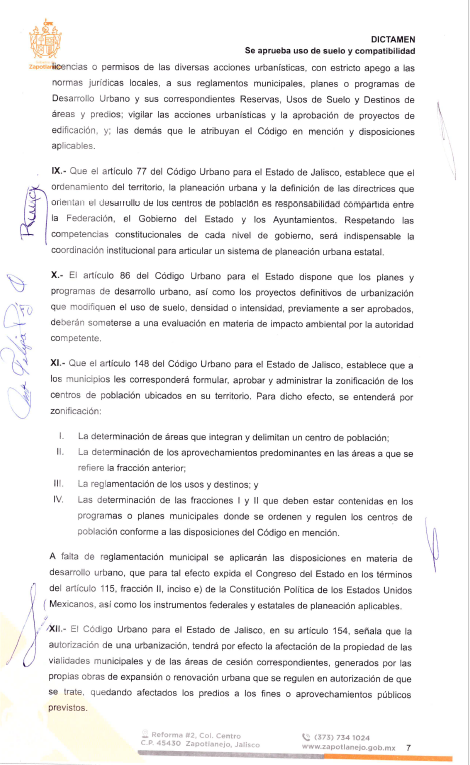 DICTAMEN
Se aprueba uso de suelo y compatibilidad
Zapotlanejo
licencias o permisos de las diversas acciones urbanísticas, con estricto apego a las
normas jurídicas locales, a sus reglamentos municipales, planes o programas de
Desarrollo Urbano y sus correspondientes Reservas, Usos de Suelo y Destinos de
áreas y predios; vigilar las acciones urbanísticas y la aprobación de proyectos de
edificación, y; las demás que le atribuyan el Código en mención y disposiciones
aplicables.
IX.- Que el artículo 77 del Código Urbano para el Estado de Jalisco, establece que el
ordenamiento del territorio, la planeación urbana y la definición de las directrices que
orientan el desarrollo de los centros de población es responsabilidad compartida entre
la Federación, el Gobierno del Estado y los Ayuntamientos. Respetando las
competencias constitucionales de cada nivel de gobierno, será indispensable la
coordinación institucional para articular un sistema de planeación urbana estatal.
X.- El artículo 86 del Código Urbano para el Estado dispone que los planes y
programas de desarrollo urbano, así como los proyectos definitivos de urbanización
que modifiquen el uso de suelo, densidad o intensidad, previamente a ser aprobados,
deberán someterse a una evaluación en materia de impacto ambiental por la autoridad
competente.
XI.- Que el artículo 148 del Código Urbano para el Estado de Jalisco, establece que a
los municipios les corresponderá formular, aprobar y administrar la zonificación de los
centros de población ubicados en su territorio. Para dicho efecto, se entenderá por
zonificación:
I. La determinación de áreas que integran y delimitan un centro de población;
II. La determinación de los aprovechamientos predominantes en las áreas a que se
refiere la fracción anterior;
III. La reglamentación de los usos y destinos; y
IV. Las determinación de las fracciones I y II que deben estar contenidas en los
programas o planes municipales donde se ordenen y regulen los centros de
población conforme a las disposiciones del Código en mención.
A falta de reglamentación municipal se aplicarán las disposiciones en materia de
desarrollo urbano, que para tal efecto expida el Congreso del Estado en los términos
del artículo 115, fracción II, inciso e) de la Constitución Política de los Estados Unidos
Mexicanos, así como los instrumentos federales y estatales de planeación aplicables.
XII.- El Código Urbano para el Estado de Jalisco, en su artículo 154, señala que la
autorización de una urbanización, tendrá por efecto la afectación de la propiedad de las
vialidades municipales y de las áreas de cesión correspondientes, generados por las
propias obras de expansión o renovación urbana que se regulen en autorización de que
se trate, quedando afectados los predios a los fines o aprovechamientos públicos
previstos.
Reforma #2, Col. Centro
C.P. 45430 Zapotlanejo, Jalisco
(373) 734 1024
www.zapotlanejo.gob.mx 7